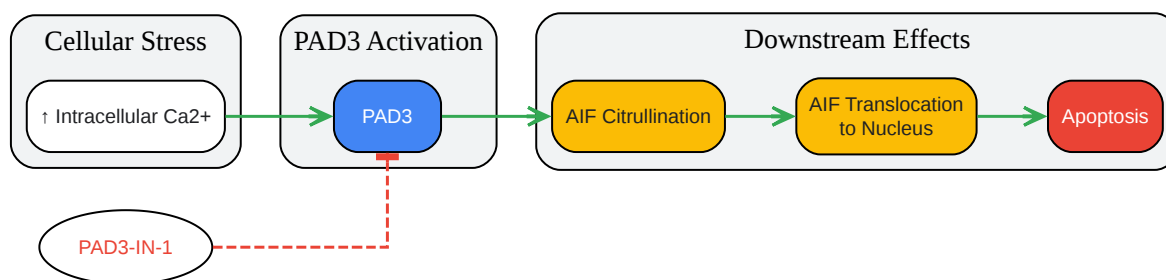 Cellular Stress
PAD3 Activation
Downstream Effects
↑ Intracellular Ca2+
PAD3
AIF Citrullination
AIF Translocation
to Nucleus
Apoptosis
PAD3-IN-1